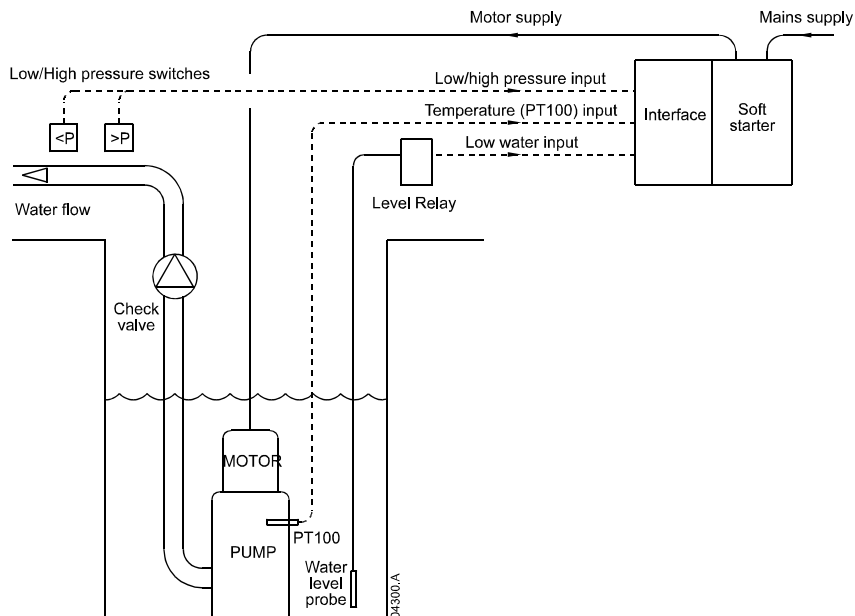 Motor supply
Mains supply
Low/High pressure switches
Low/high pressure input
Temperature (PT100) input
Interface
Soft
starter
<P
>P
Low water input
Level Relay
Water flow
Check
valve
MOTOR
PT100
PUMP
Water
level
probe
04300.A